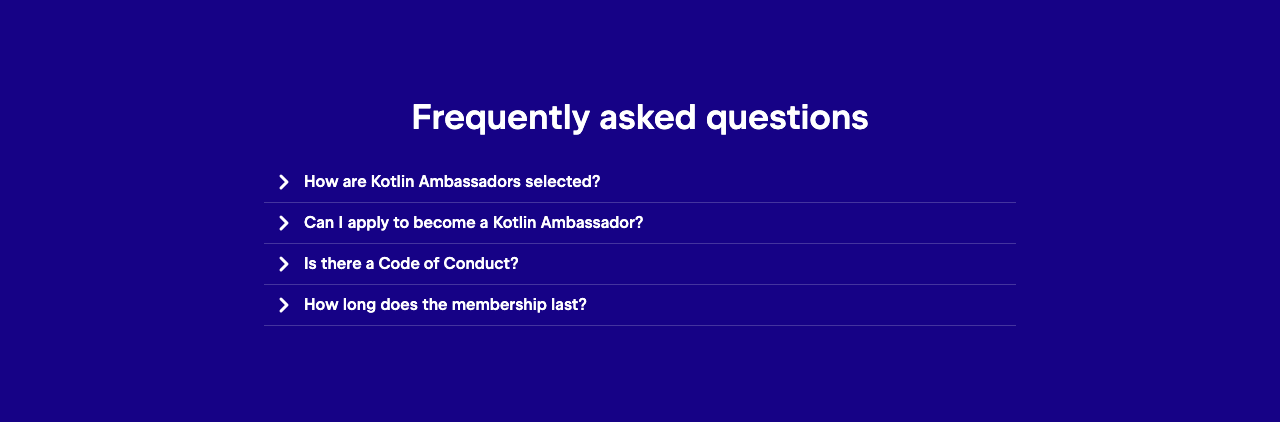 Frequently asked questions
How are Kotlin Ambassadors selected?
Can I apply to become a Kotlin Ambassador?
Is there a Code of Conduct?
How long does the membership last?